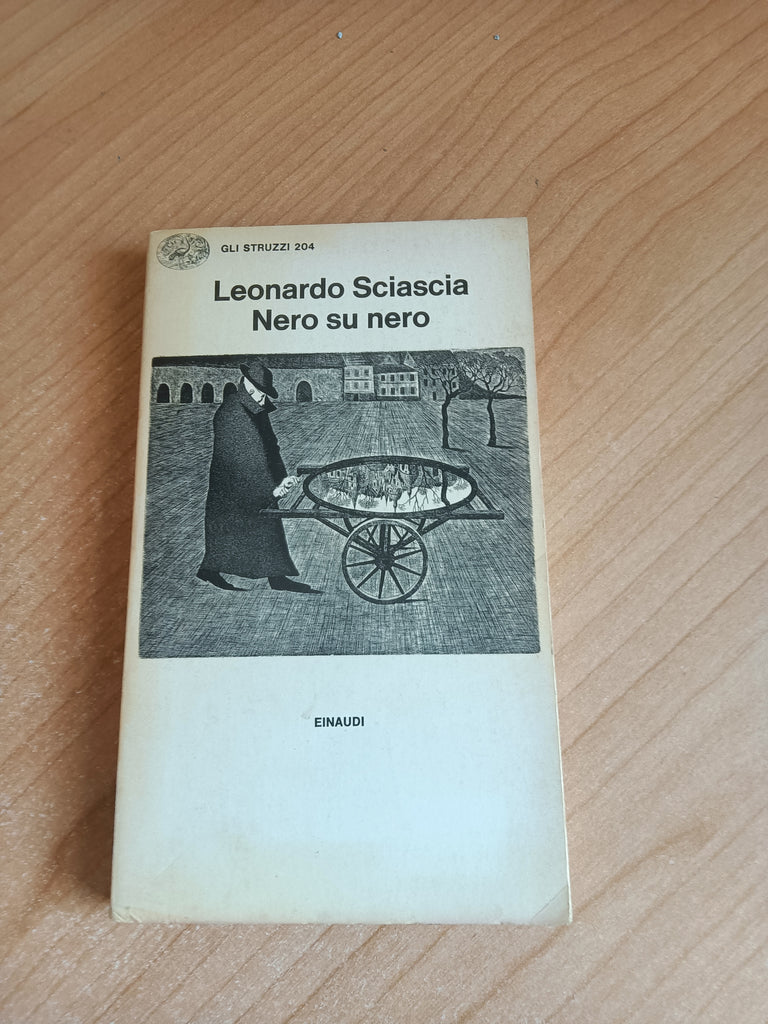 GLI STRUZZI 204
Leonardo Sciascia
Nero su nero
EINAUDI